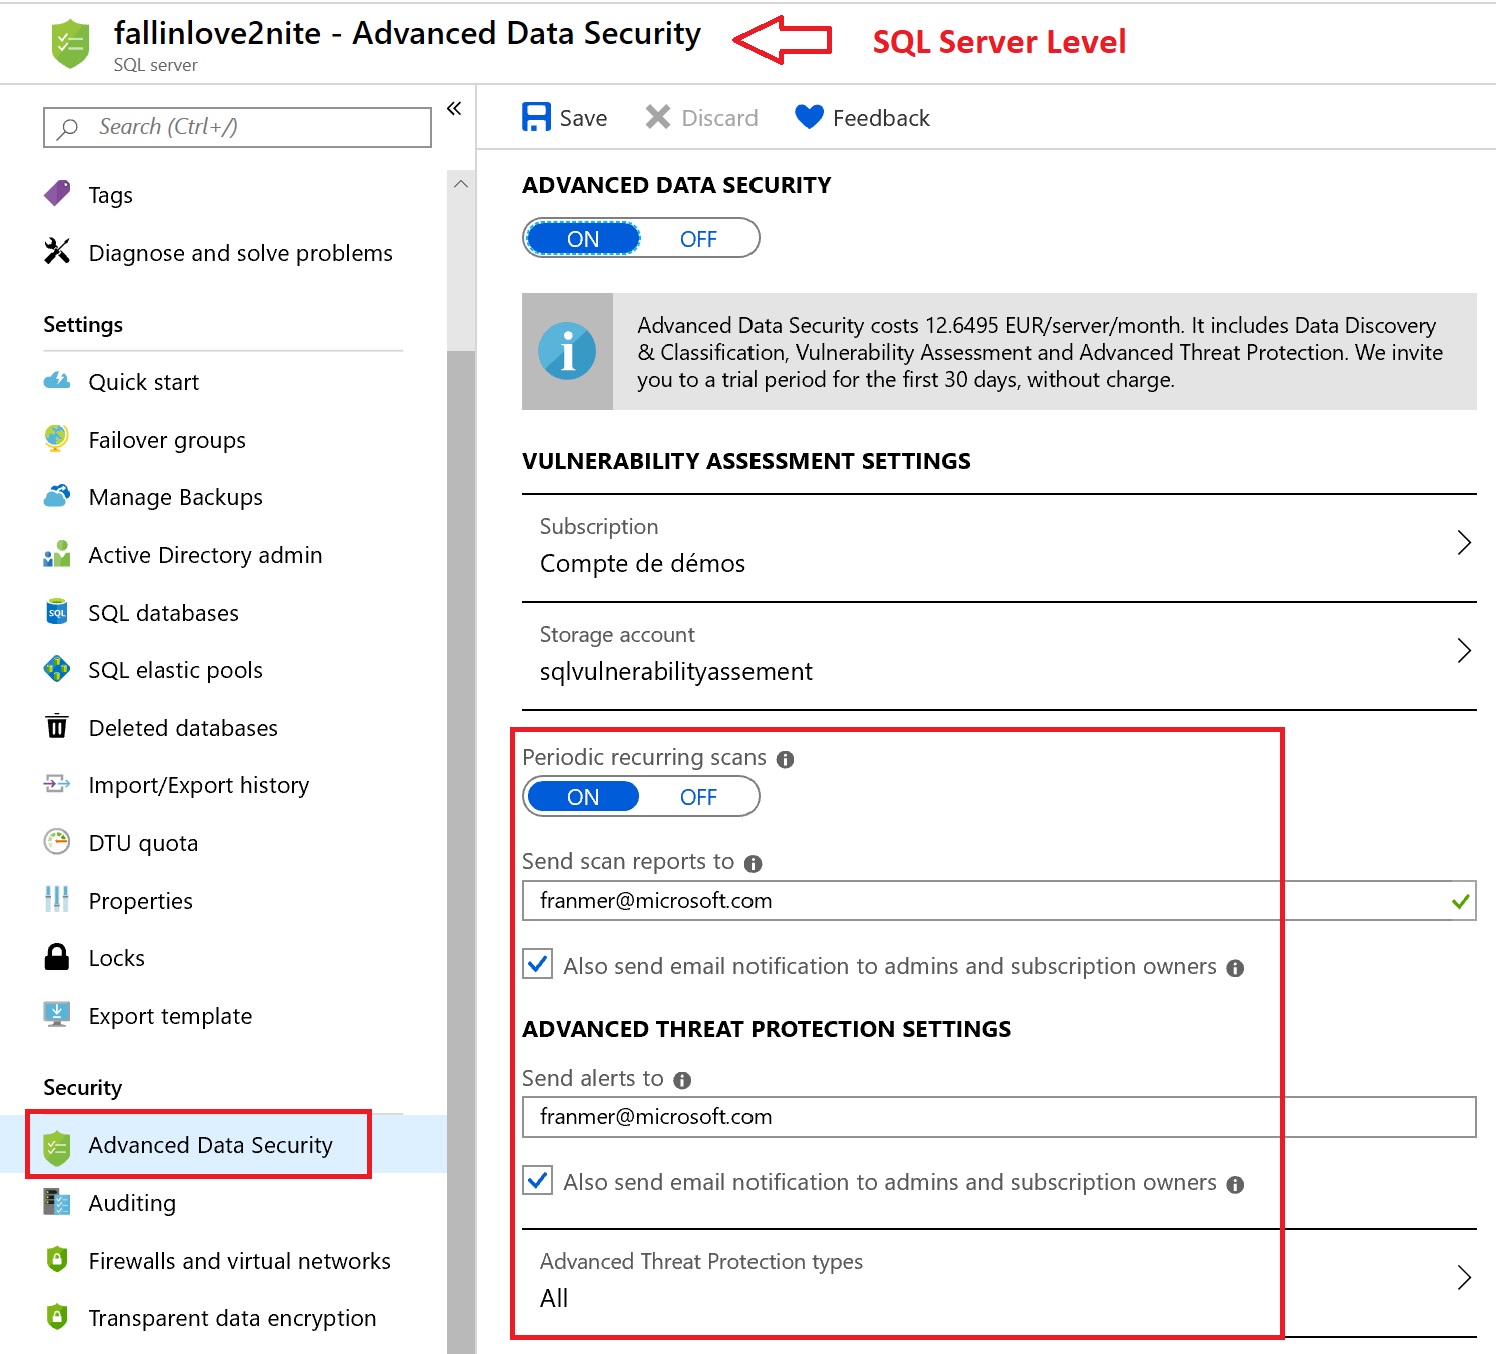 fallinlove2nite - Advanced Data Security
SQL server
SQL Server Level
Search (Ctrl+/)
«
Tags
Diagnose and solve problems
Settings
Quick start
Failover groups
Manage Backups
Active Directory admin
SQL databases
SQL elastic pools
Deleted databases
Import/Export history
DTU quota
Properties
Locks
Export template
Security
Advanced Data Security
Auditing
Firewalls and virtual networks
Transparent data encryption
Save
Discard
Feedback
ADVANCED DATA SECURITY
ON OFF
Advanced Data Security costs 12.6495 EUR/server/month. It includes Data Discovery
& Classification, Vulnerability Assessment and Advanced Threat Protection. We invite
you to a trial period for the first 30 days, without charge.
VULNERABILITY ASSESSMENT SETTINGS
Subscription
Compte de démos
Storage account
sqlvulnerabilityassement
Periodic recurring scans
ON OFF
Send scan reports to
franmer@microsoft.com
Also send email notification to admins and subscription owners
ADVANCED THREAT PROTECTION SETTINGS
Send alerts to
franmer@microsoft.com
Also send email notification to admins and subscription owners
Advanced Threat Protection types
All